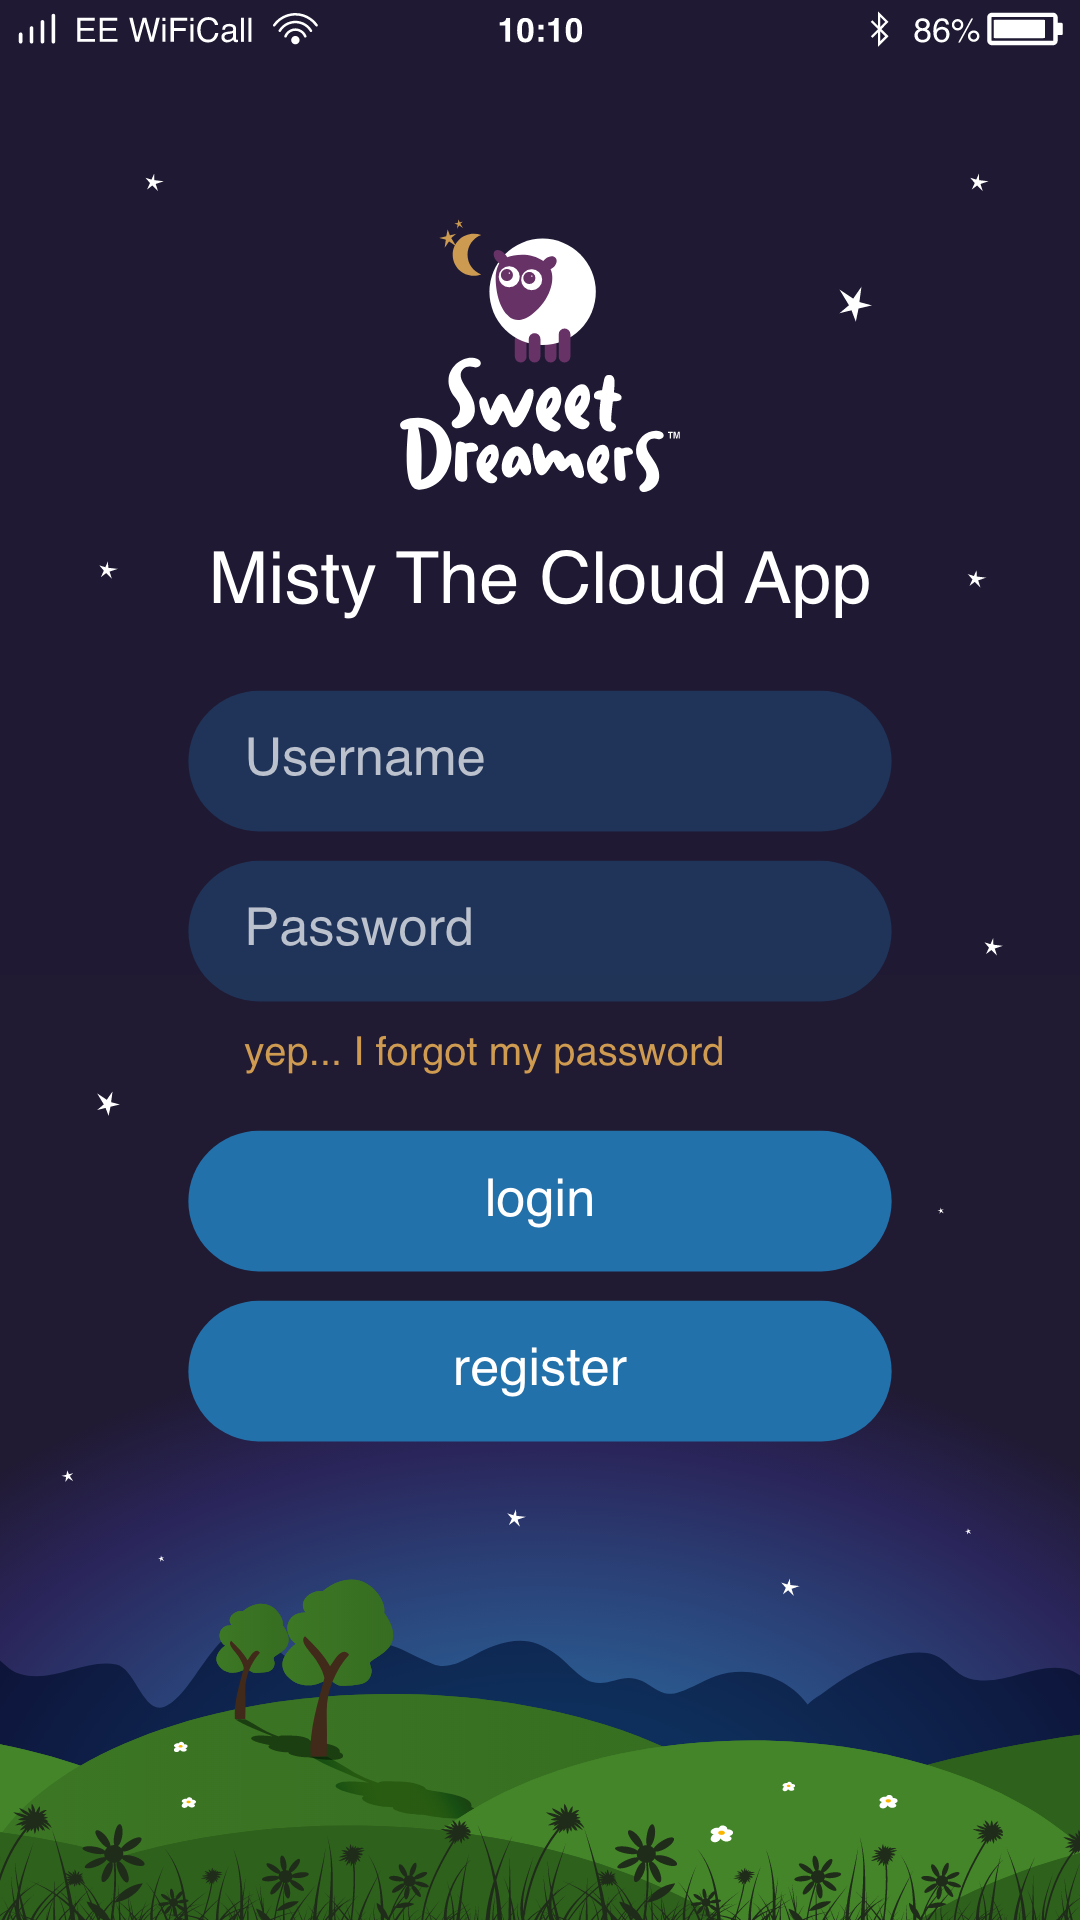 EE WiFiCall 10:10 86%
Sweet
Dreamers™
Misty The Cloud App
Username
Password
yep... I forgot my password
login
register